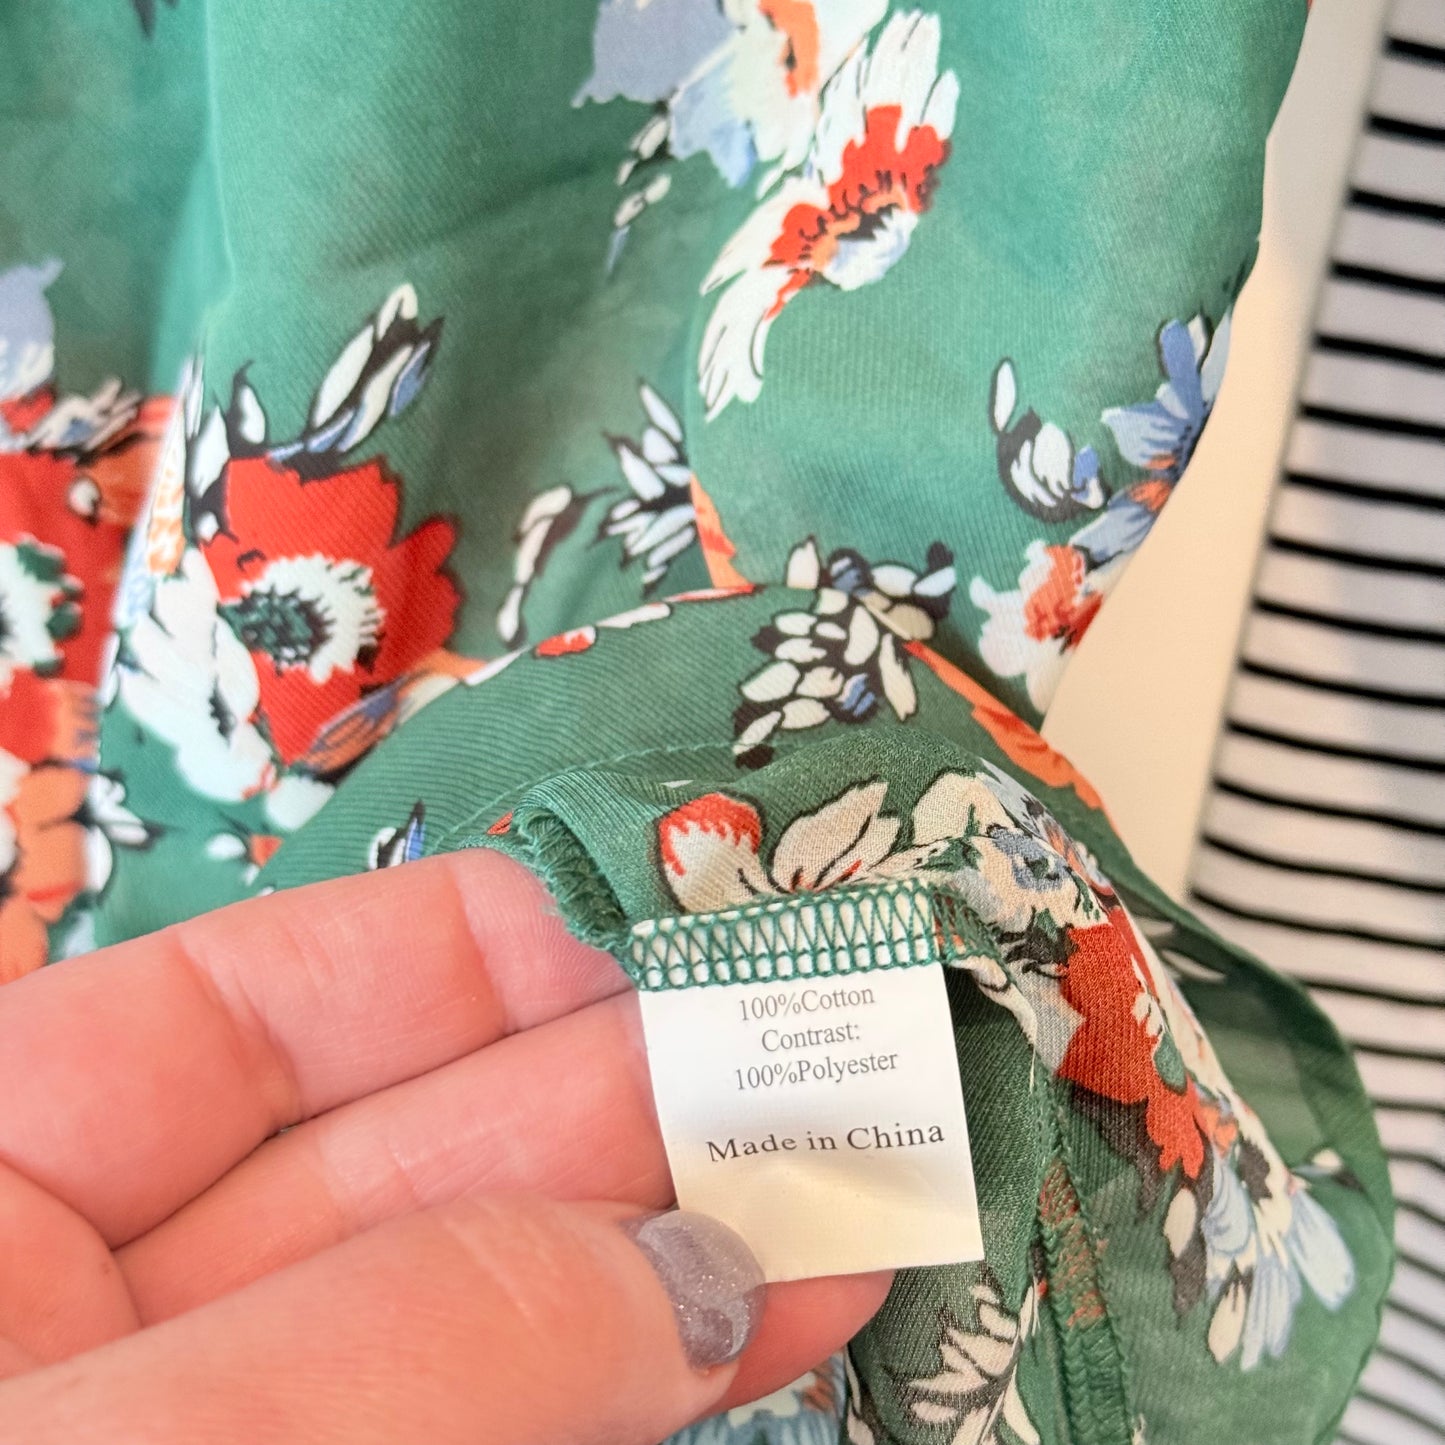 100%Cotton
Contrast:
100%Polyester
Made in China